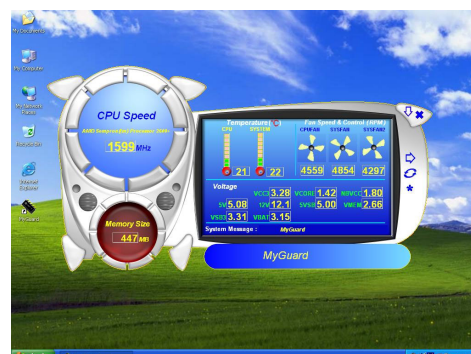 My Documents
My Computer
My Network
Places
Recycle Bin
Internet
Explorer
MyGuard
CPU Speed
1599 MHz
Memory Size
447 MB
Temperature (°C)
CPU SYSTEM
21 22
Fan Speed & Control (RPM)
CPUFAN SYSFAN SYSFAN2
4559 4854 4297
Voltage
VCC3 3.28 VCORE 1.42 NBVCC 1.80
5V 5.08 12V 12.1 5VSB 5.00 VMEM 2.66
VSB3 3.31 VBAT 3.15
System Message : MyGuard
MyGuard